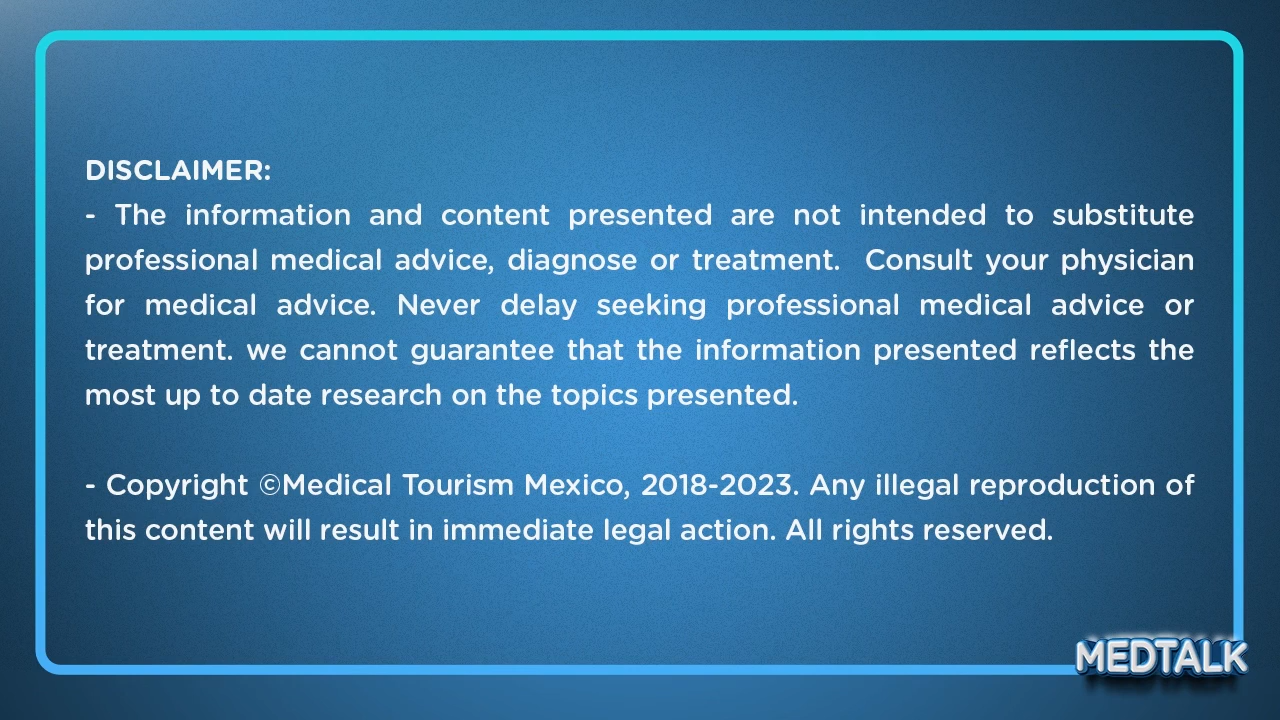 DISCLAIMER:
- The information and content presented are not intended to substitute
professional medical advice, diagnose or treatment. Consult your physician
for medical advice. Never delay seeking professional medical advice or
treatment. we cannot guarantee that the information presented reflects the
most up to date research on the topics presented.
- Copyright ©Medical Tourism Mexico, 2018-2023. Any illegal reproduction of
this content will result in immediate legal action. All rights reserved.
MEDTALK